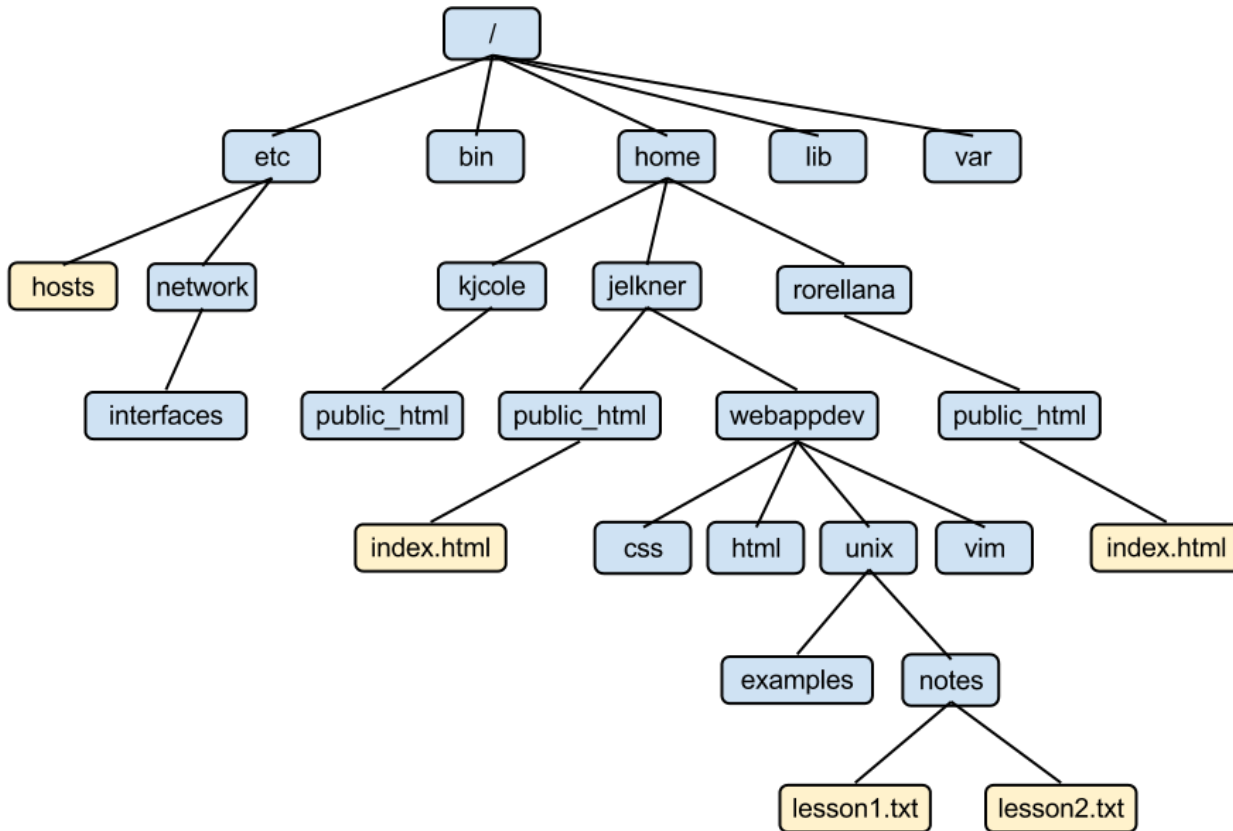 /
etc
bin
home
lib
var
hosts
network
kjcole
jelkner
rorellana
interfaces
public_html
public_html
webappdev
public_html
index.html
css
html
unix
vim
index.html
examples
notes
lesson1.txt
lesson2.txt